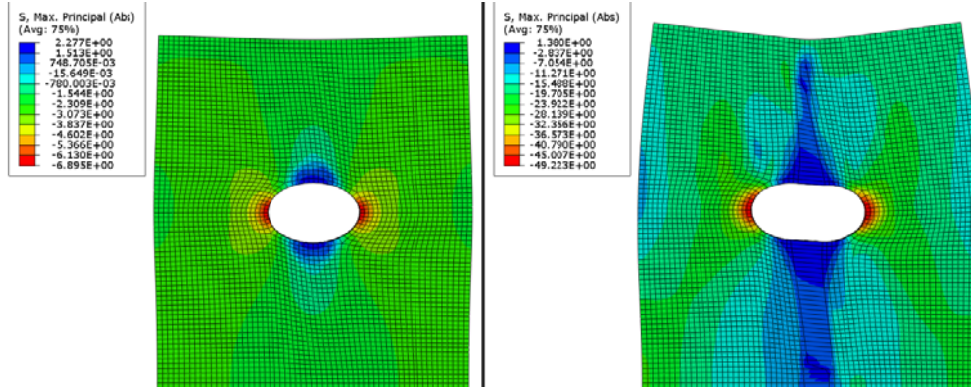 S, Max. Principal (Abs)
(Avg: 75%)
2.277E+00
1.513E+00
748.705E-03
-15.649E-03
-780.003E-03
-1.544E+00
-2.309E+00
-3.073E+00
-3.837E+00
-4.602E+00
-5.366E+00
-6.130E+00
-6.895E+00
S, Max. Principal (Abs)
(Avg: 75%)
1.380E+00
-2.837E+00
-7.054E+00
-11.271E+00
-15.488E+00
-19.705E+00
-23.922E+00
-28.139E+00
-32.356E+00
-36.573E+00
-40.790E+00
-45.007E+00
-49.223E+00